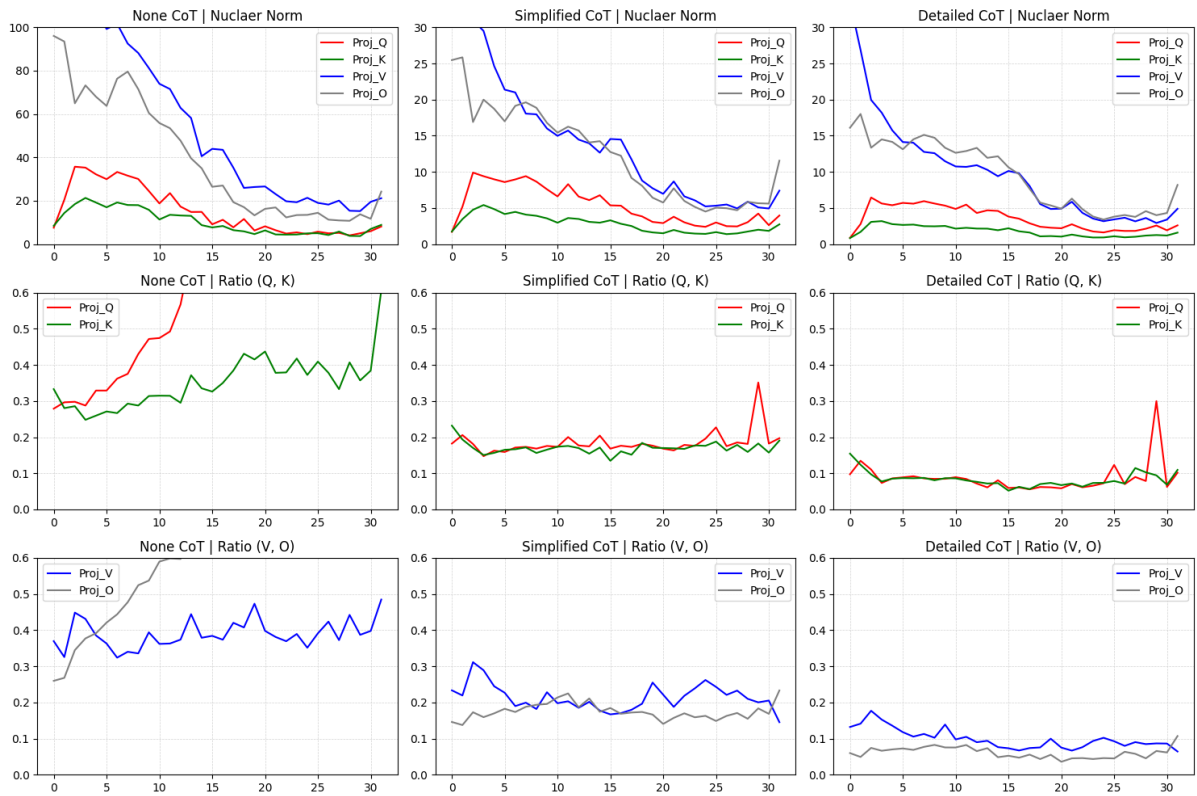 None CoT | Nuclaer Norm
Simplified CoT | Nuclaer Norm
Detailed CoT | Nuclaer Norm
100
80
60
40
20
0
Proj_Q
Proj_K
Proj_V
Proj_O
0 5 10 15 20 25 30
30
25
20
15
10
5
0
Proj_Q
Proj_K
Proj_V
Proj_O
0 5 10 15 20 25 30
30
25
20
15
10
5
0
Proj_Q
Proj_K
Proj_V
Proj_O
0 5 10 15 20 25 30
None CoT | Ratio (Q, K)
Simplified CoT | Ratio (Q, K)
Detailed CoT | Ratio (Q, K)
0.6
0.5
0.4
0.3
0.2
0.1
0.0
Proj_Q
Proj_K
0 5 10 15 20 25 30
0.6
0.5
0.4
0.3
0.2
0.1
0.0
Proj_Q
Proj_K
0 5 10 15 20 25 30
0.6
0.5
0.4
0.3
0.2
0.1
0.0
Proj_Q
Proj_K
0 5 10 15 20 25 30
None CoT | Ratio (V, O)
Simplified CoT | Ratio (V, O)
Detailed CoT | Ratio (V, O)
0.6
0.5
0.4
0.3
0.2
0.1
0.0
Proj_V
Proj_O
0 5 10 15 20 25 30
0.6
0.5
0.4
0.3
0.2
0.1
0.0
Proj_V
Proj_O
0 5 10 15 20 25 30
0.6
0.5
0.4
0.3
0.2
0.1
0.0
Proj_V
Proj_O
0 5 10 15 20 25 30